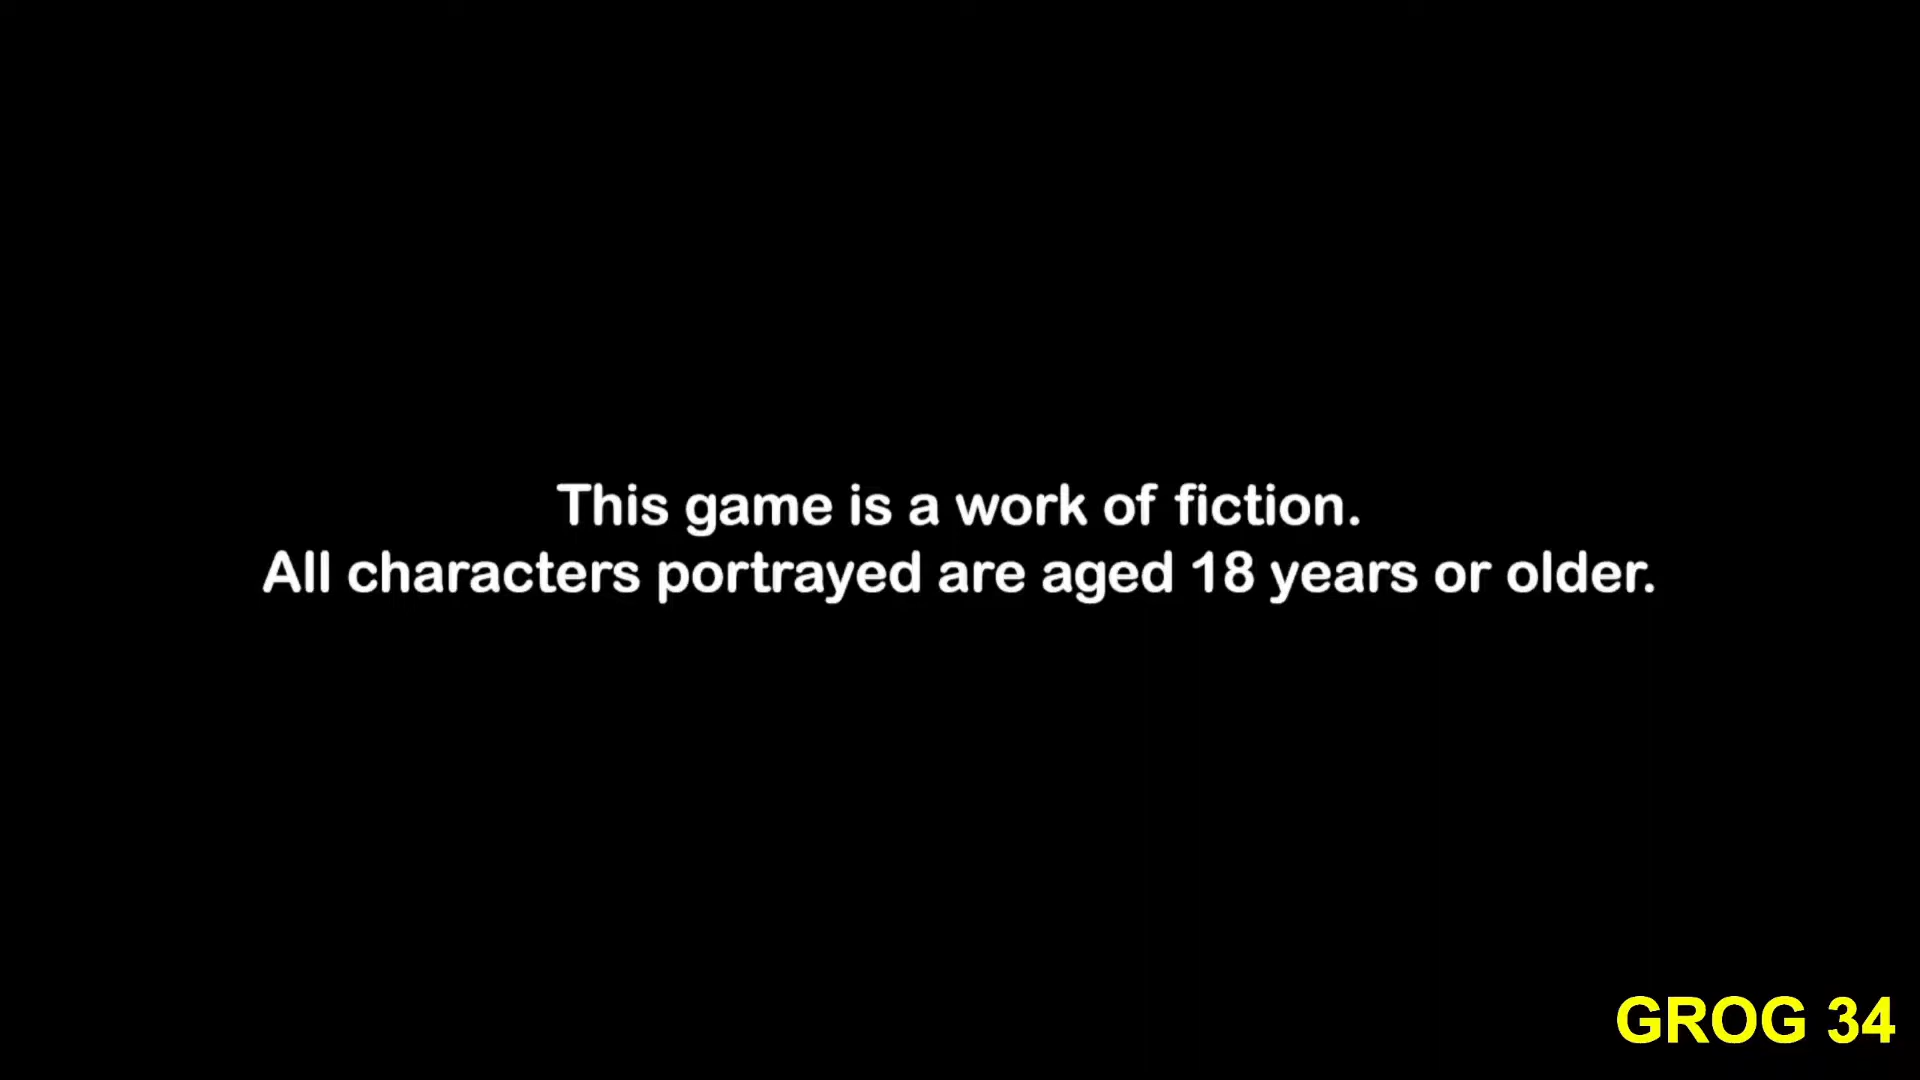 This game is a work of fiction.
All characters portrayed are aged 18 years or older.
GROG 34